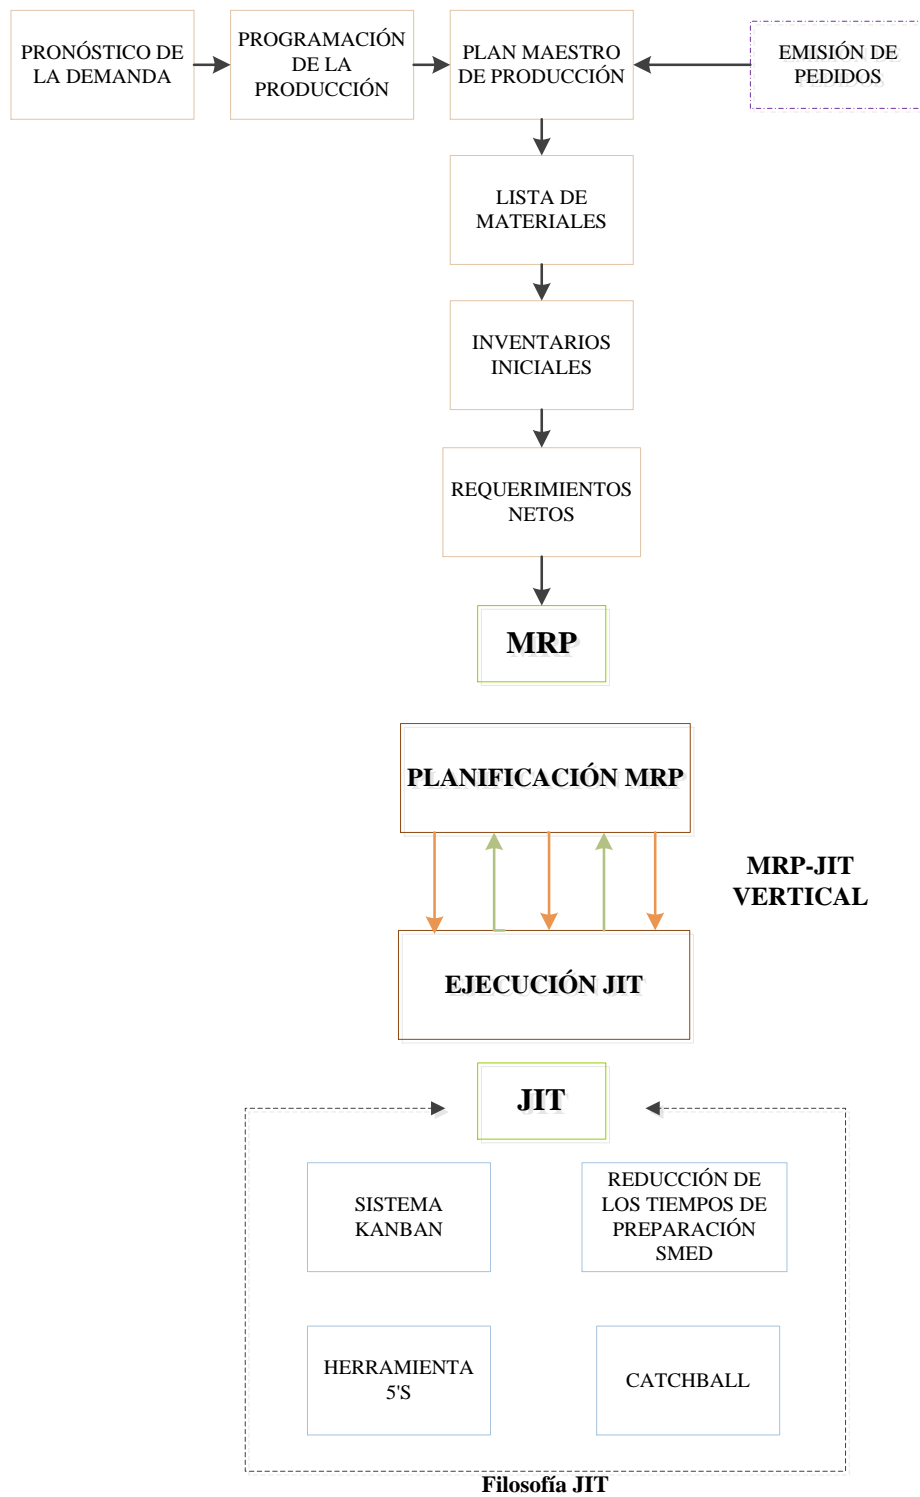 PRONÓSTICO DE
LA DEMANDA
PROGRAMACIÓN
DE LA
PRODUCCIÓN
PLAN MAESTRO
DE PRODUCCIÓN
EMISIÓN DE
PEDIDOS
LISTA DE
MATERIALES
INVENTARIOS
INICIALES
REQUERIMIENTOS
NETOS
MRP
PLANIFICACIÓN MRP
MRP-JIT
VERTICAL
EJECUCIÓN JIT
JIT
SISTEMA
KANBAN
REDUCCIÓN DE
LOS TIEMPOS DE
PREPARACIÓN
SMED
HERRAMIENTA
5'S
CATCHBALL
Filosofía JIT